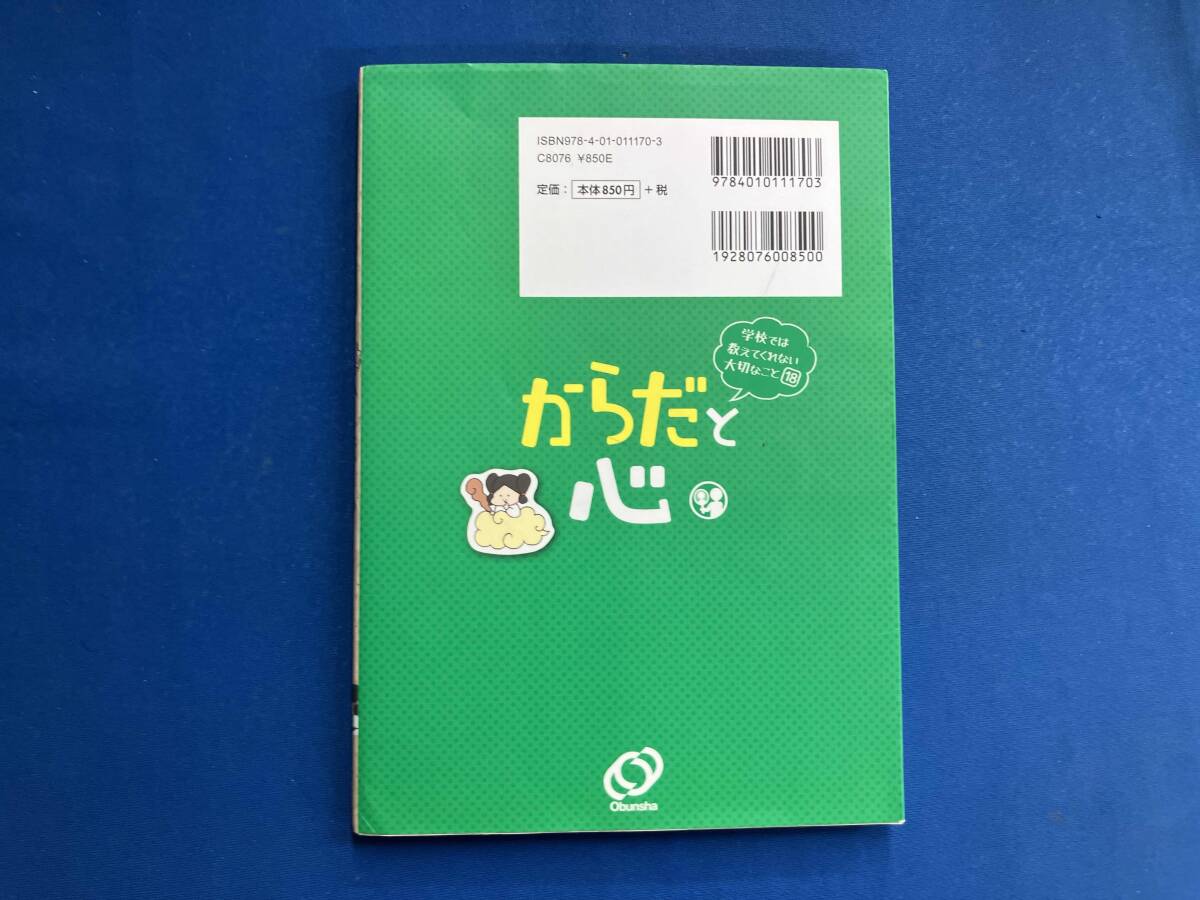 ISBN978-4-01-011170-3
C8076 ¥850E
定価： 本体850円 +税
9784010111703
1928076008500
学校では
教えてくれない
大切なこと 18
からだと
心
Obunsha